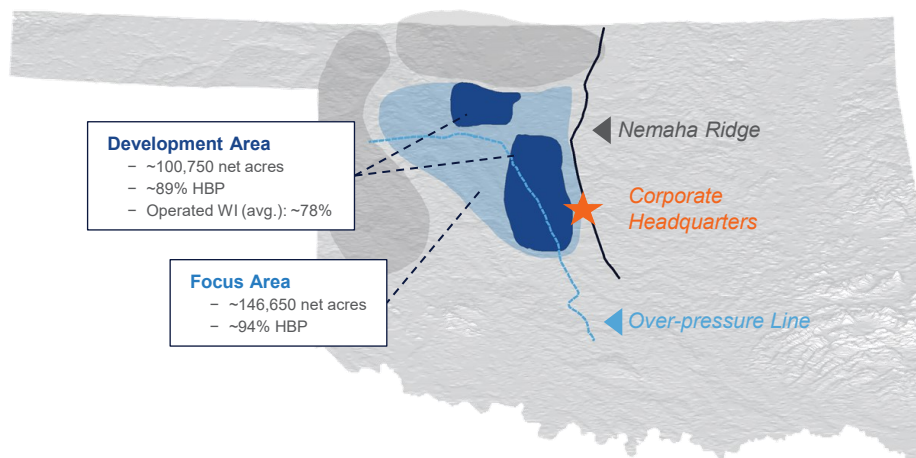 Development Area
− ~100,750 net acres
− ~89% HBP
− Operated WI (avg.): ~78%
Focus Area
− ~146,650 net acres
− ~94% HBP
Nemaha Ridge
Corporate
Headquarters
Over-pressure Line